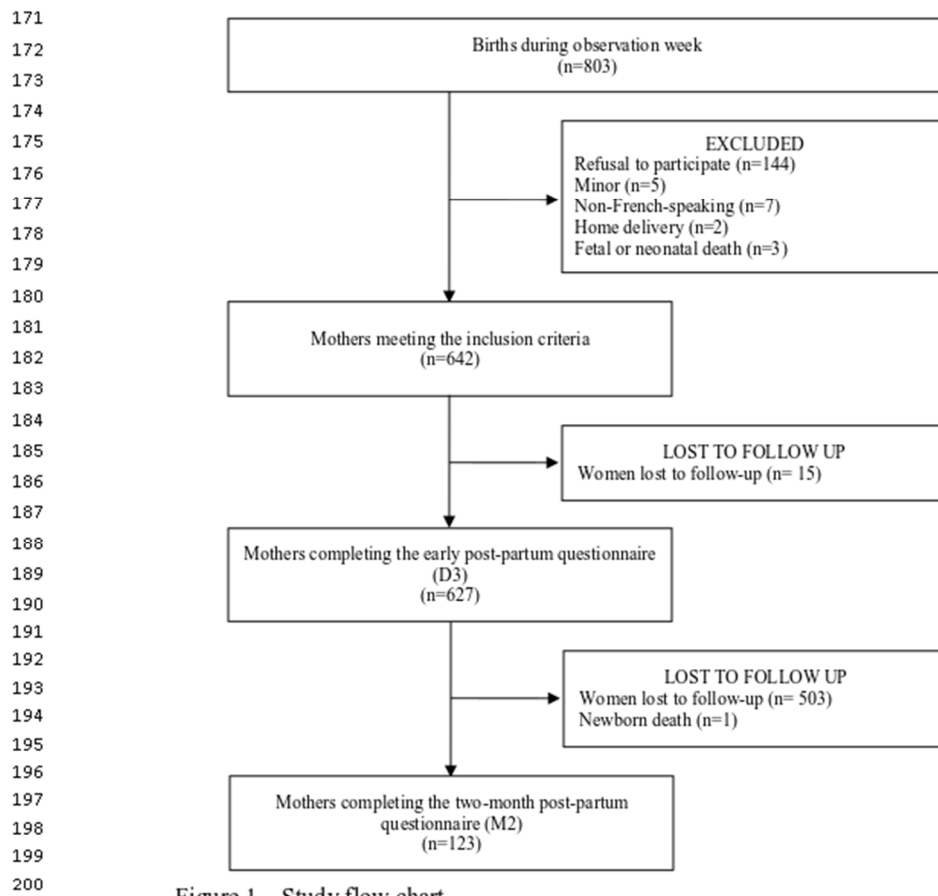 171
172
173
174
175
176
177
178
179
180
181
182
183
184
185
186
187
188
189
190
191
192
193
194
195
196
197
198
199
200
Births during observation week
(n=803)
EXCLUDED
Refusal to participate (n=144)
Minor (n=5)
Non-French-speaking (n=7)
Home delivery (n=2)
Fetal or neonatal death (n=3)
Mothers meeting the inclusion criteria
(n=642)
LOST TO FOLLOW UP
Women lost to follow-up (n= 15)
Mothers completing the early post-partum questionnaire
(D3)
(n=627)
LOST TO FOLLOW UP
Women lost to follow-up (n= 503)
Newborn death (n=1)
Mothers completing the two-month post-partum
questionnaire (M2)
(n=123)
Figure 1 Study flow chart